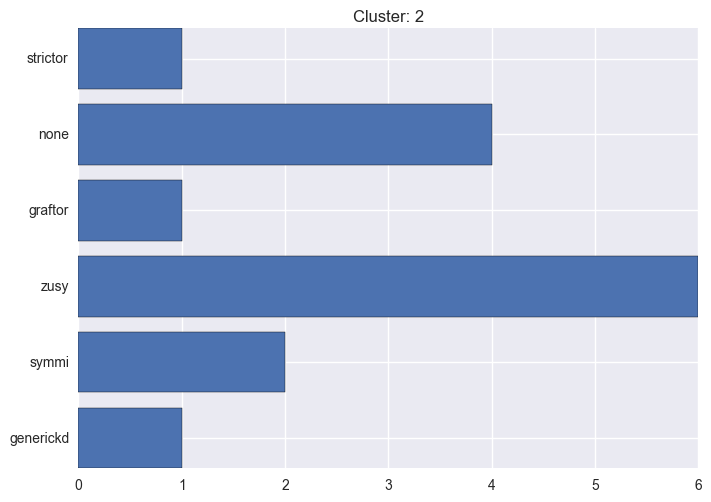 Cluster: 2
strictor
none
graftor
zusy
symmi
generickd
0 1 2 3 4 5 6